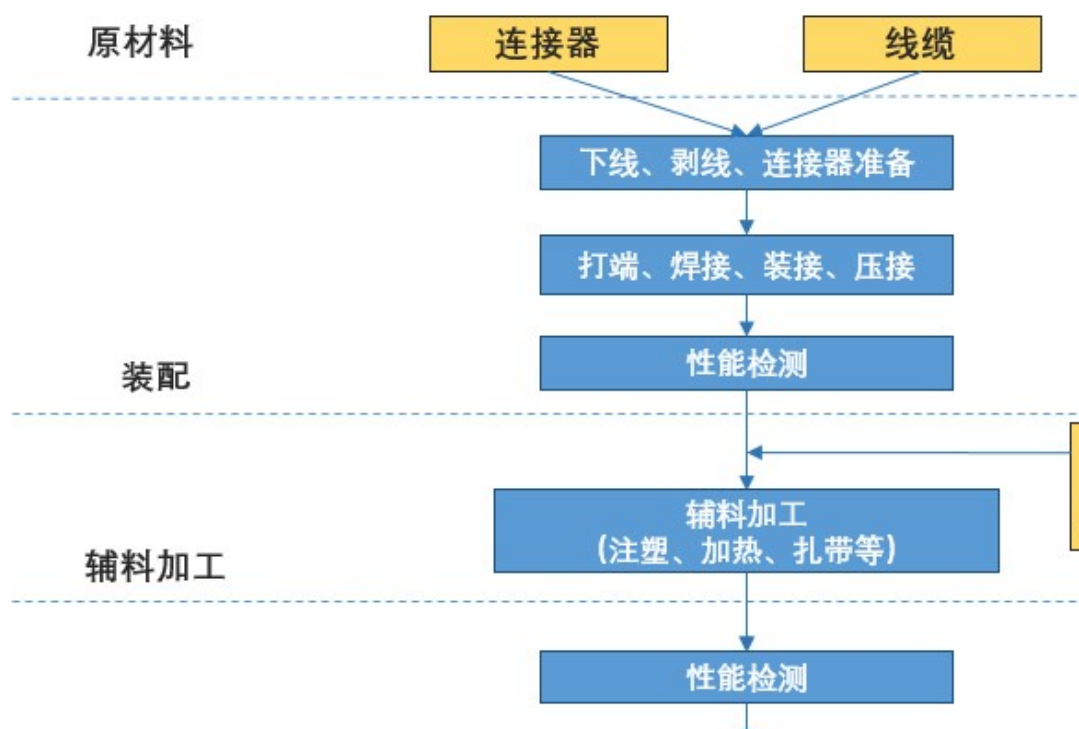 原材料
连接器
线缆
下线、剥线、连接器准备
打端、焊接、装接、压接
性能检测
装配
辅料加工
(注塑、加热、扎带等)
辅料加工
性能检测